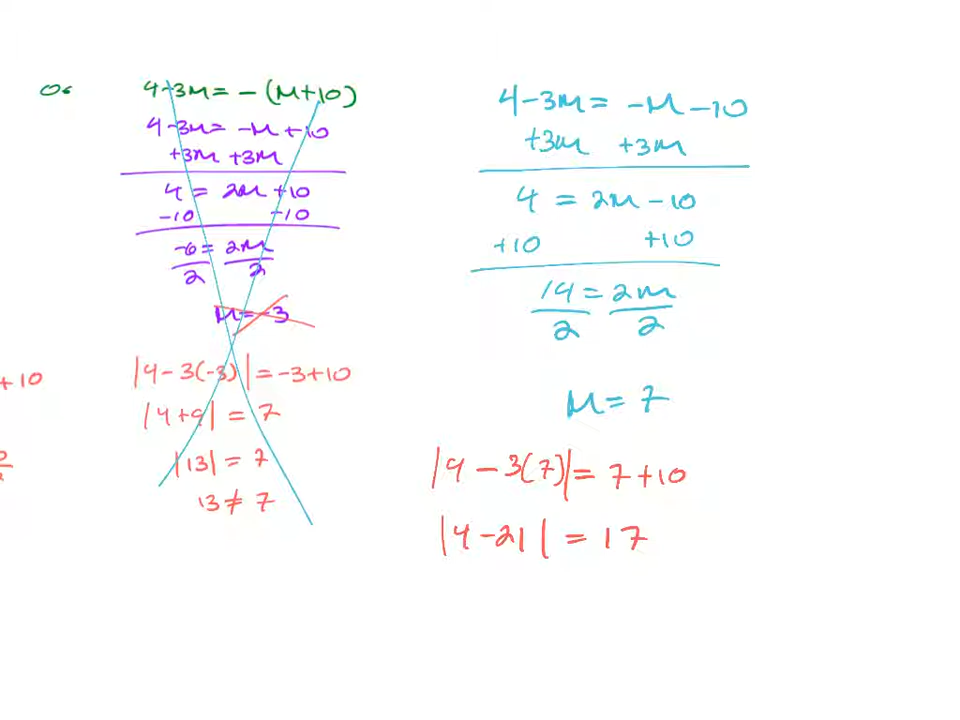 or 4-3m = -(m+10)
4-3m = -m+10
+3m +3m
4 = 2m+10
-10 -10
-6 = 2m
2 2
m = -3
+10 |4-3(-3)| = -3+10
|4+9| = 7
|13| = 7
13 ≠ 7
4-3m = -m-10
+3m +3m
4 = 2m-10
+10 +10
14 = 2m
2 2
m = 7
|4-3(7)| = 7+10
|4-21| = 17